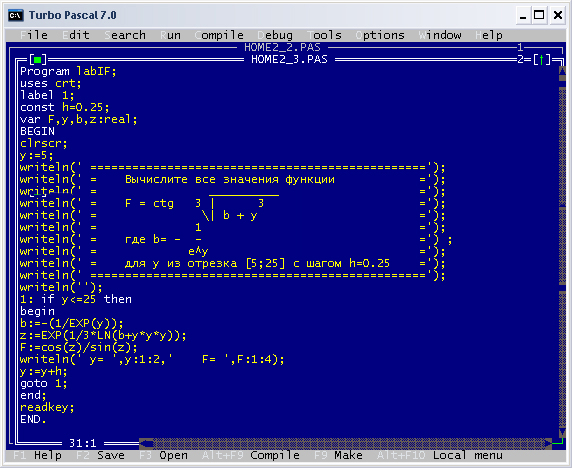 Turbo Pascal 7.0
File Edit Search Run Compile Debug Tools Options Window Help
HOME2_2.PAS 1
HOME2_3.PAS 2=[↑]
Program labIF;
uses crt;
label 1;
const h=0.25;
var F,y,b,z:real;
BEGIN
clrscr;
y:=5;
writeln(' ================================================');
writeln(' =    Вычислите все значения функции            =');
writeln(' =                __________                    =');
writeln(' =    F = ctg   3 |      3                      =');
writeln(' =               \| b + y                       =');
writeln(' =              1                               =');
writeln(' =    где b= -  -                               =') ;
writeln(' =             e^y                              =');
writeln(' =    для y из отрезка [5;25] с шагом h=0.25    =');
writeln(' ================================================');
writeln('');
1: if y<=25 then
begin
b:=-(1/EXP(y));
z:=EXP(1/3*LN(b+y*y*y));
F:=cos(z)/sin(z);
writeln(' y= ',y:1:2,'    F= ',F:1:4);
y:=y+h;
goto 1;
end;
readkey;
END.
31:1
F1 Help F2 Save F3 Open Alt+F9 Compile F9 Make Alt+F10 Local menu